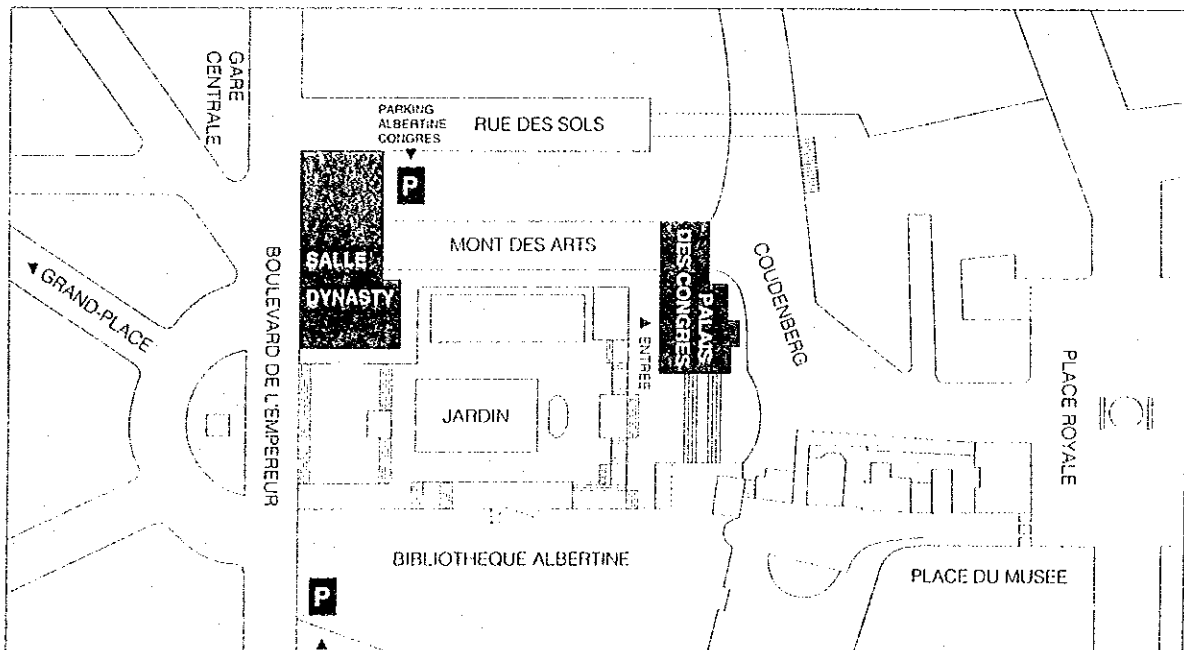 GARE
CENTRALE
PARKING
ALBERTINE
CONGRES
RUE DES SOLS
P
MONT DES ARTS
SALLE
DYNASTY
PALAIS
DES CONGRES
COUDENBERG
GRAND-PLACE
BOULEVARD DE L'EMPEREUR
ENTREE
JARDIN
PLACE ROYALE
BIBLIOTHEQUE ALBERTINE
PLACE DU MUSEE
P